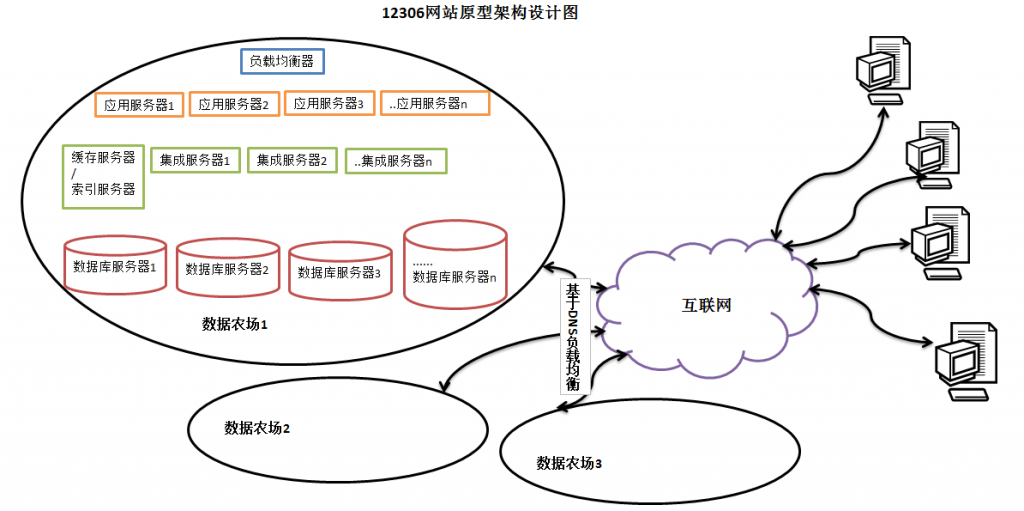 12306网站原型架构设计图
负载均衡器
应用服务器1
应用服务器2
应用服务器3
..应用服务器n
缓存服务器
/
索引服务器
集成服务器1
集成服务器2
..集成服务器n
数据库服务器1
数据库服务器2
数据库服务器3
......
数据库服务器n
数据农场1
基于DNS负载均衡
互联网
数据农场2
数据农场3